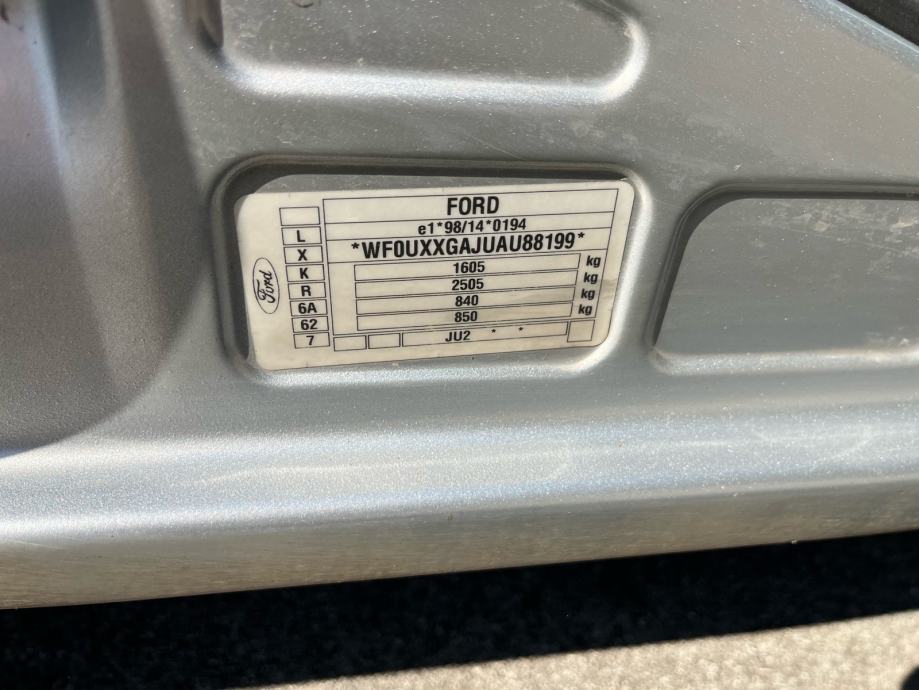 FORD
e1*98/14*0194
*WF0UXXGAJUAU88199*
L
X
1605 kg
K
2505 kg
R
840 kg
6A
850 kg
62
7
JU2 * *
Ford